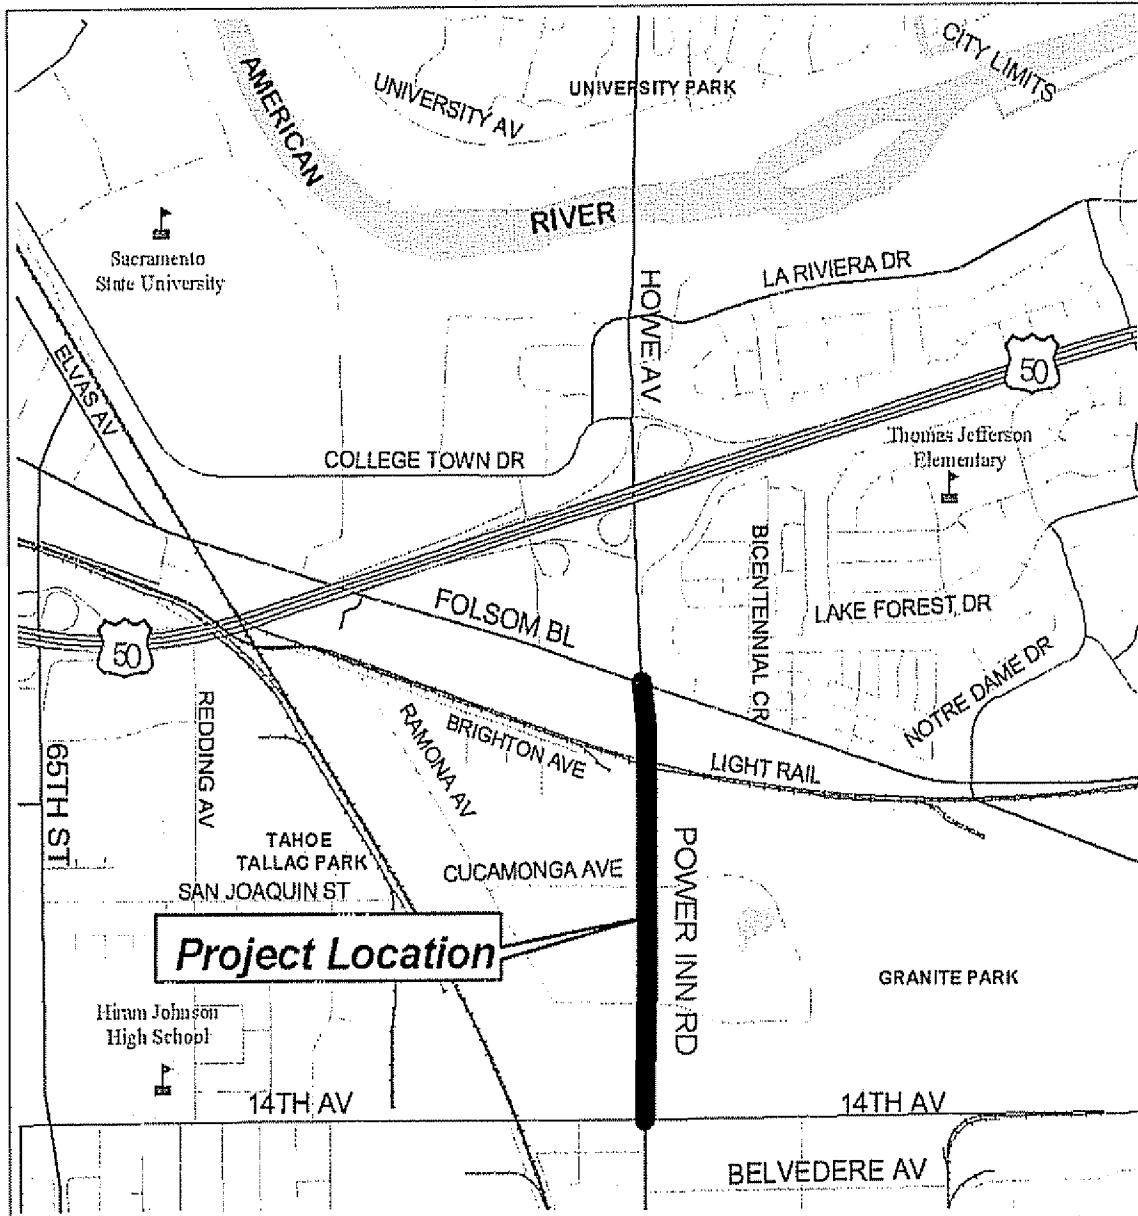 CITY LIMITS
AMERICAN
UNIVERSITY AV
UNIVERSITY PARK
RIVER
Sacramento
State University
HOWE AV
LA RIVIERA DR
50
ELVAS AV
COLLEGE TOWN DR
Thomas Jefferson
Elementary
BICENTENNIAL CR
FOLSOM BL
LAKE FOREST DR
50
NOTRE DAME DR
REDDING AV
RAMONA AV
BRIGHTON AVE
LIGHT RAIL
65TH ST
TAHOE
TALLAC PARK
CUCAMONGA AVE
POWER INN RD
SAN JOAQUIN ST
Project Location
GRANITE PARK
Hiram Johnson
High School
14TH AV
14TH AV
BELVEDERE AV